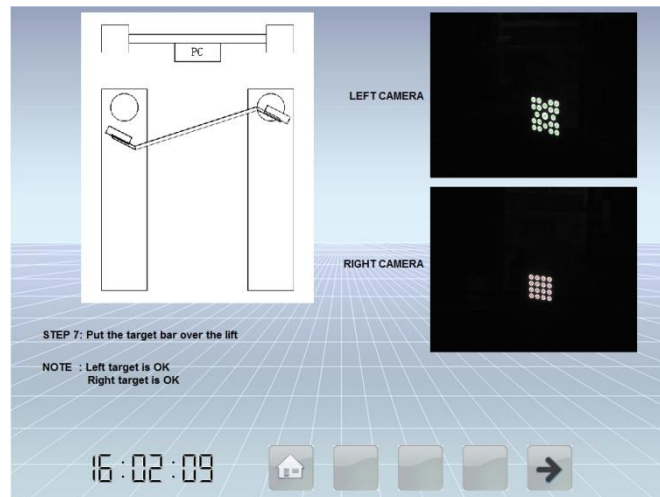 PC
LEFT CAMERA
RIGHT CAMERA
STEP 7: Put the target bar over the lift
NOTE : Left target is OK
Right target is OK
16:02:09